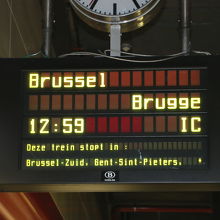 Brussel
Brugge
12:59 IC
Deze trein stopt in :
Brussel-Zuid, Gent-Sint-Pieters,
B